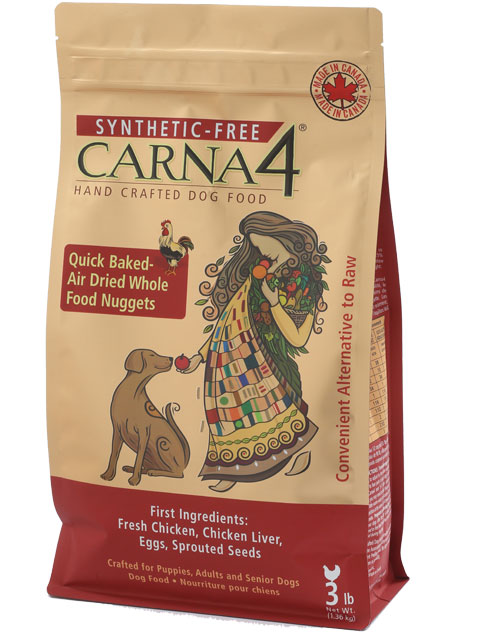 MADE IN CANADA
MADE IN CANADA
SYNTHETIC-FREE
CARNA4®
HAND CRAFTED DOG FOOD
Quick Baked-
Air Dried Whole
Food Nuggets
Convenient Alternative to Raw
First Ingredients:
Fresh Chicken, Chicken Liver,
Eggs, Sprouted Seeds
Crafted for Puppies, Adults and Senior Dogs
Dog Food • Nourriture pour chiens
3 lb
Net Wt.
(1.36 kg)